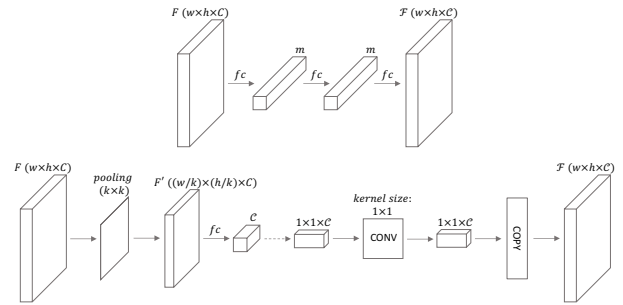 F (w×h×C)
ℱ (w×h×C)
m
m
fc
fc
fc
F (w×h×C)
pooling
(k×k)
F′ ((w/k)×(h/k)×C)
fc
C
1×1×C
kernel size:
1×1
CONV
1×1×C
COPY
ℱ (w×h×C)